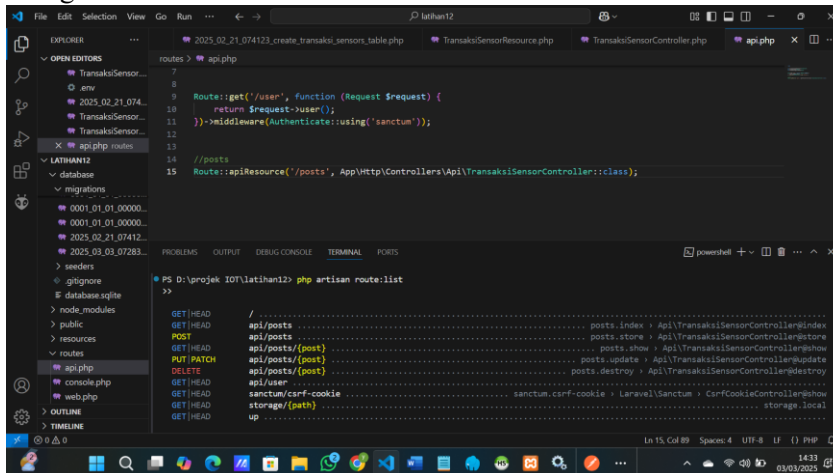 File Edit Selection View Go Run ... latihan12
EXPLORER ... 2025_02_21_074123_create_transaksi_sensors_table.php TransaksiSensorResource.php TransaksiSensorController.php api.php
OPEN EDITORS
TransaksiSensor...
.env
2025_02_21_074...
TransaksiSensor...
TransaksiSensor...
api.php routes
LATIHAN12
database
migrations
0001_01_01_00000...
0001_01_01_00000...
2025_02_21_07412...
2025_03_03_07283...
seeders
.gitignore
database.sqlite
node_modules
public
resources
routes
api.php
console.php
web.php
OUTLINE
TIMELINE
routes > api.php
7
8
9 Route::get('/user', function (Request $request) {
10 return $request->user();
11 })->middleware(Authenticate::using('sanctum'));
12
13
14 //posts
15 Route::apiResource('/posts', App\Http\Controllers\Api\TransaksiSensorController::class);
PROBLEMS OUTPUT DEBUG CONSOLE TERMINAL PORTS powershell
PS D:\projek IOT\latihan12> php artisan route:list
>>
GET|HEAD /
GET|HEAD api/posts posts.index › Api\TransaksiSensorController@index
POST api/posts posts.store › Api\TransaksiSensorController@store
GET|HEAD api/posts/{post} posts.show › Api\TransaksiSensorController@show
PUT|PATCH api/posts/{post} posts.update › Api\TransaksiSensorController@update
DELETE api/posts/{post} posts.destroy › Api\TransaksiSensorController@destroy
GET|HEAD api/user
GET|HEAD sanctum/csrf-cookie sanctum.csrf-cookie › Laravel\Sanctum › CsrfCookieController@show
GET|HEAD storage/{path} storage.local
GET|HEAD up
0 0 0 Ln 15, Col 89 Spaces: 4 UTF-8 LF {} PHP
14:33
03/03/2025